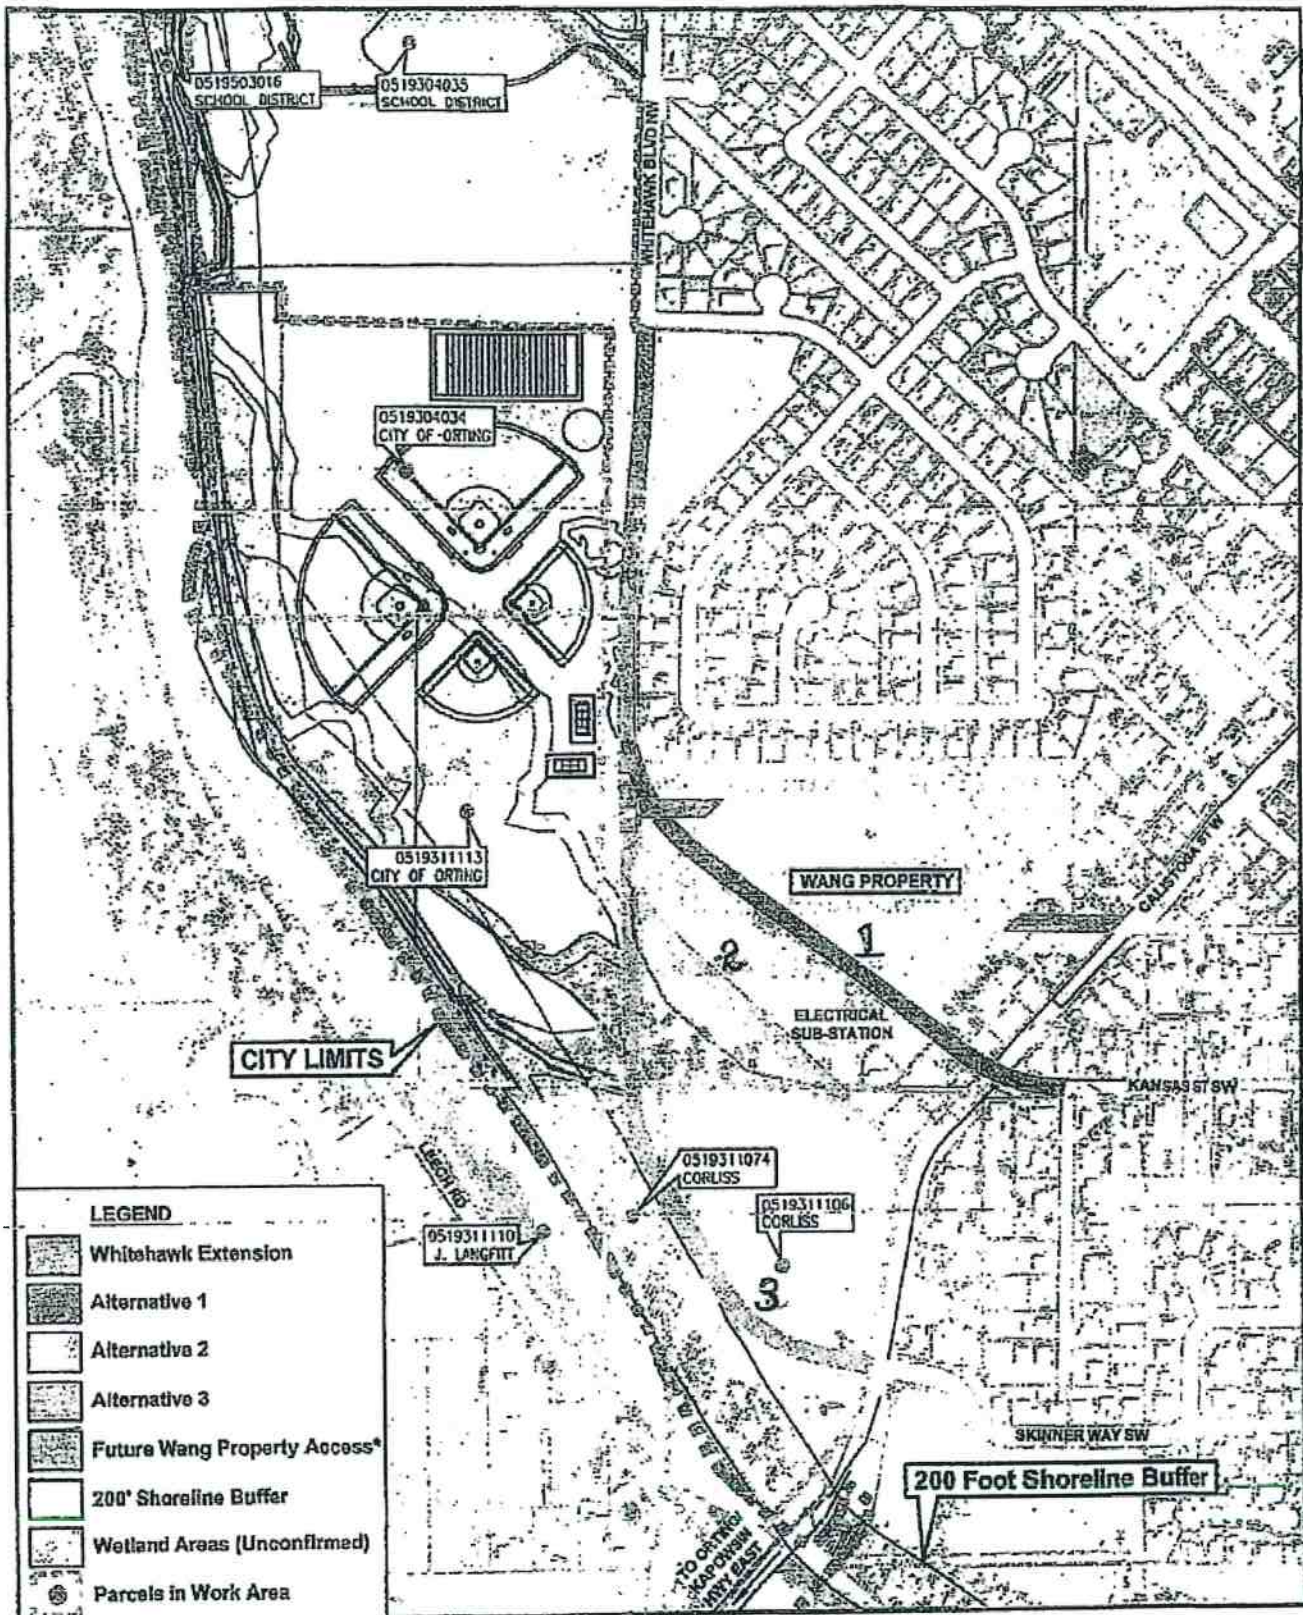 0519503016
SCHOOL DISTRICT
0519304035
SCHOOL DISTRICT
WHITEHAWK BLVD NW
0519304034
CITY OF ORTING
0519311113
CITY OF ORTING
WANG PROPERTY
CALISTOGA ST W
1
2
ELECTRICAL
SUB-STATION
CITY LIMITS
KANSAS ST SW
LEECH RD
0519311074
CORLISS
0519311106
CORLISS
0519311110
J. LANGFITT
3
SKINNER WAY SW
200 Foot Shoreline Buffer
TO ORTING/
KAPOWSIN
HWY EAST
LEGEND
Whitehawk Extension
Alternative 1
Alternative 2
Alternative 3
Future Wang Property Access*
200' Shoreline Buffer
Wetland Areas (Unconfirmed)
Parcels in Work Area